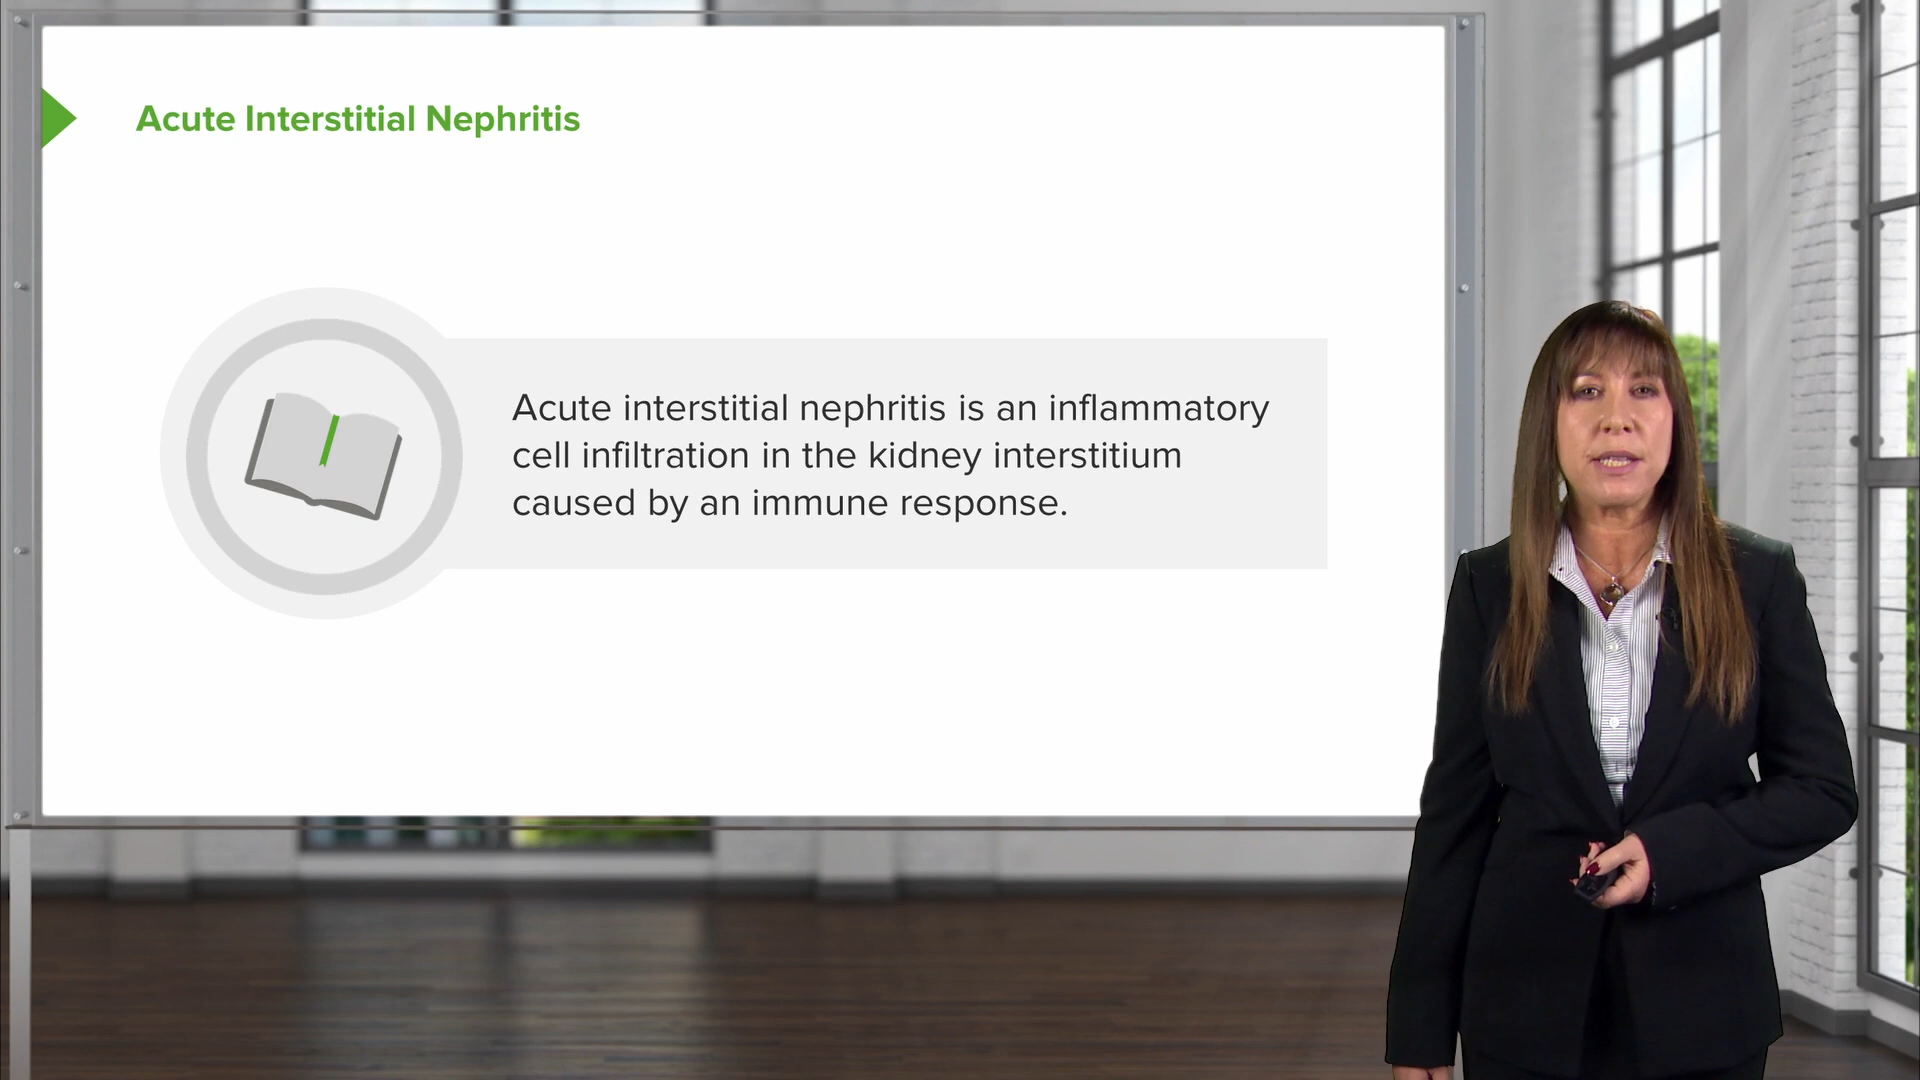 Acute Interstitial Nephritis
Acute interstitial nephritis is an inflammatory
cell infiltration in the kidney interstitium
caused by an immune response.